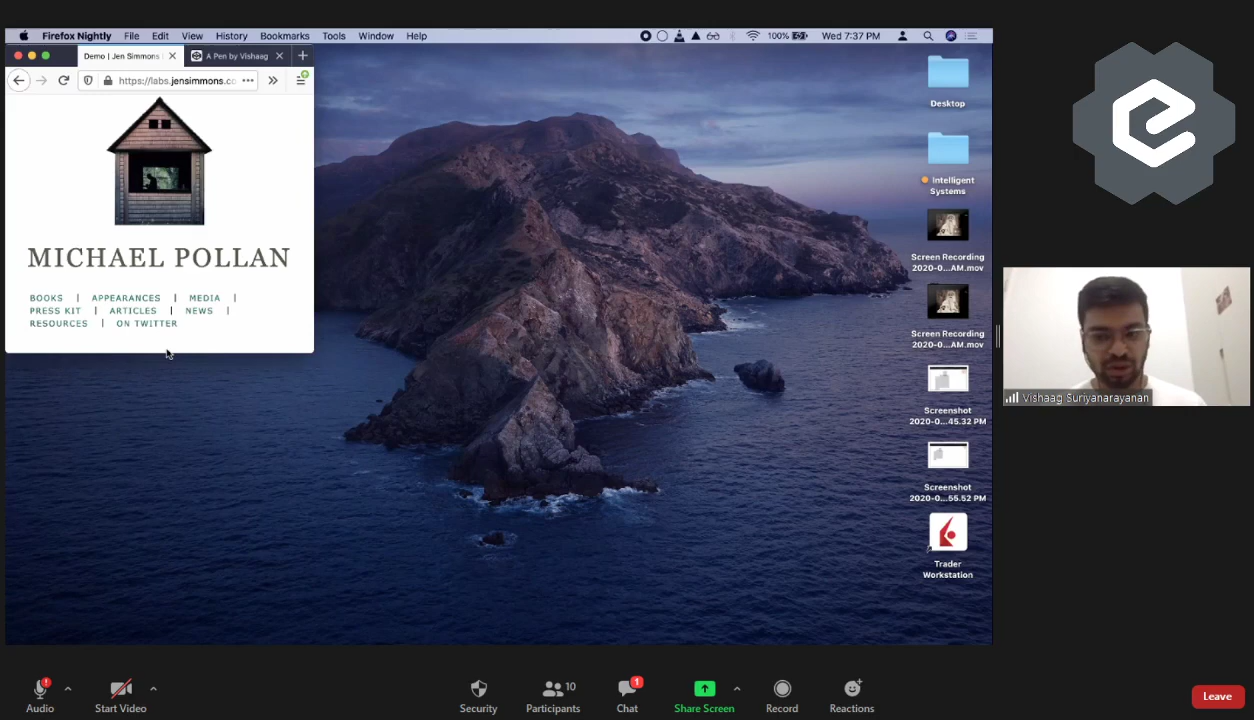 Firefox Nightly File Edit View History Bookmarks Tools Window Help 100% Wed 7:37 PM
Demo | Jen Simmons
A Pen by Vishaag
https://labs.jensimmons.co
MICHAEL POLLAN
BOOKS | APPEARANCES | MEDIA |
PRESS KIT | ARTICLES | NEWS |
RESOURCES | ON TWITTER
Desktop
Intelligent
Systems
Screen Recording
2020-0...AM.mov
Screen Recording
2020-0...AM.mov
Screenshot
2020-0...45.32 PM
Screenshot
2020-0...55.52 PM
Trader
Workstation
Vishaag Suriyanarayanan
Audio
Start Video
Security
10
Participants
1
Chat
Share Screen
Record
Reactions
Leave